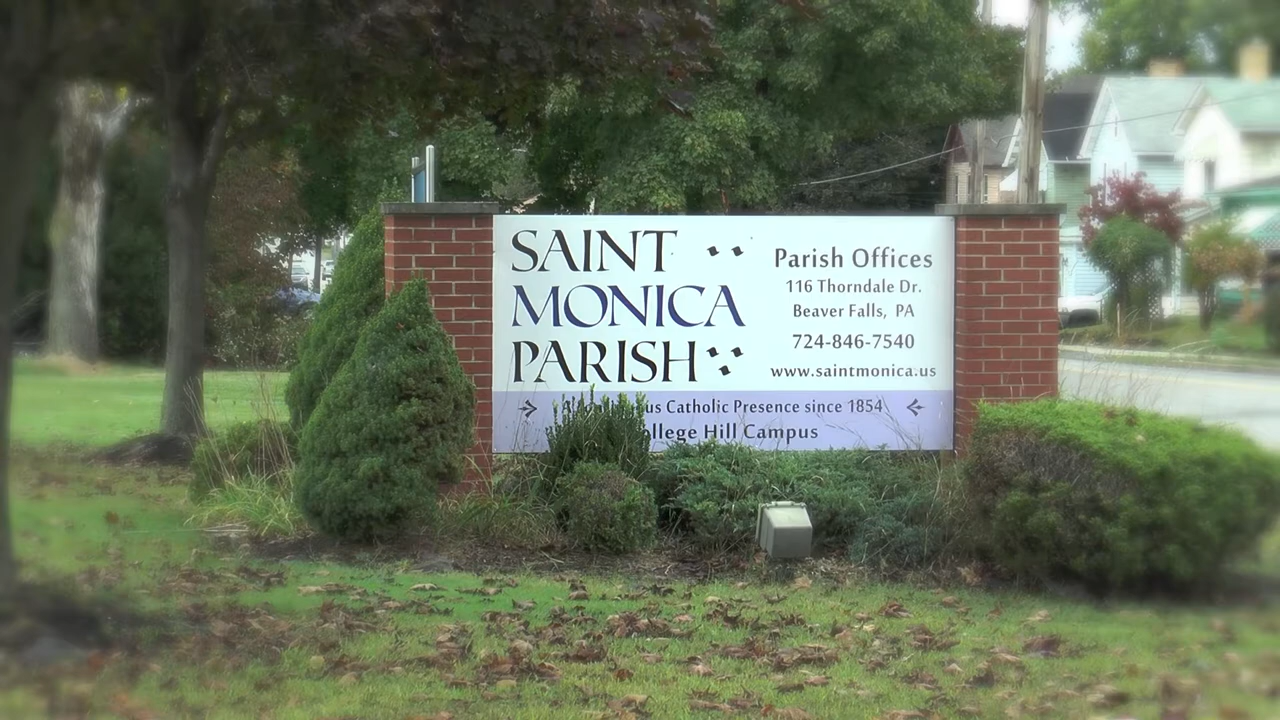 SAINT
MONICA
PARISH
Parish Offices
116 Thorndale Dr.
Beaver Falls, PA
724-846-7540
www.saintmonica.us
Catholic Presence since 1854
Hill Campus